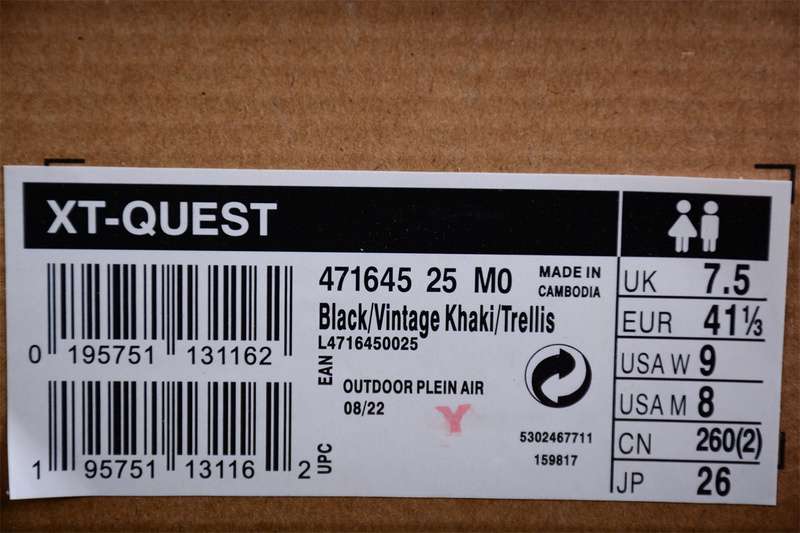 XT-QUEST
0 195751 131162
471645 25 M0
MADE IN
CAMBODIA
Black/Vintage Khaki/Trellis
L4716450025
EAN
OUTDOOR PLEIN AIR
08/22
Y
1 95751 13116 2
UPC
5302467711
159817
UK 7.5
EUR 41⅓
USA W 9
USA M 8
CN 260(2)
JP 26